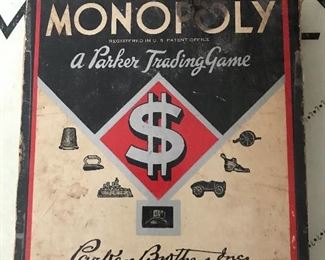 MONOPOLY
REGISTERED IN U. S. PATENT OFFICE
A Parker Trading Game
$
Parker Brothers Inc